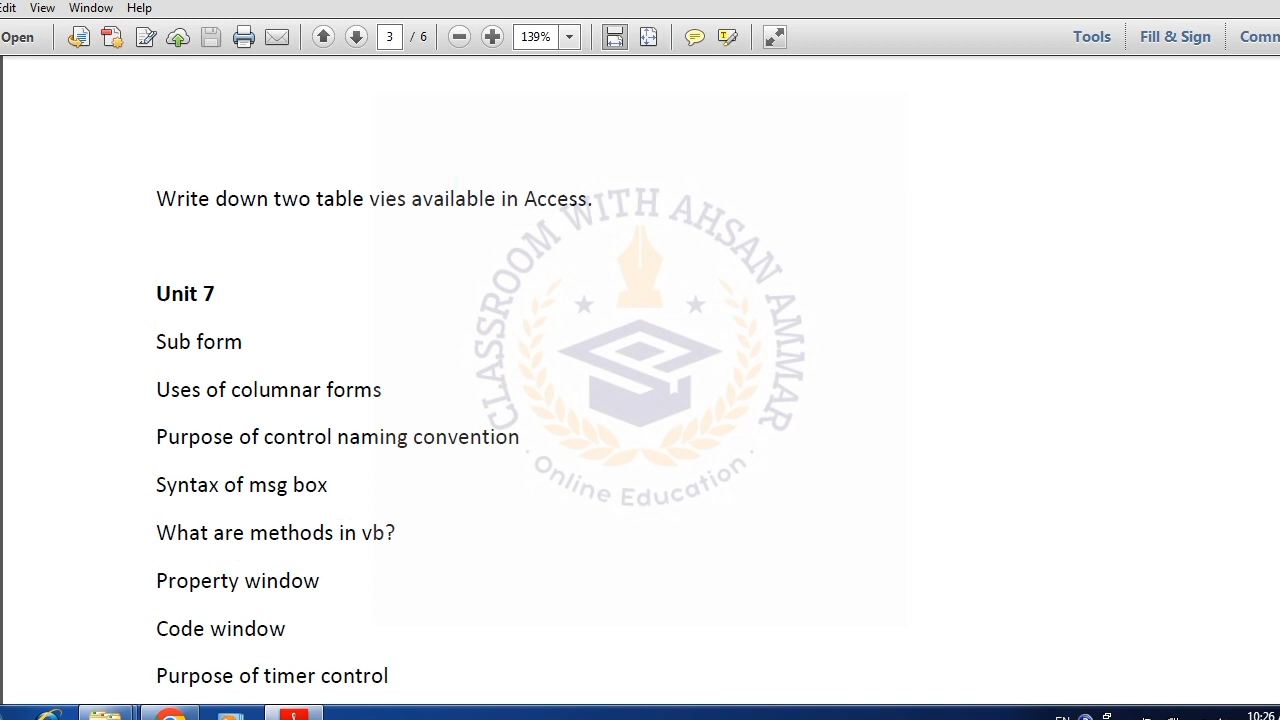 Edit View Window Help
Open 3 / 6 139% Tools Fill & Sign Comm
Write down two table vies available in Access.
CLASSROOM WITH AHSAN AMMAR
Unit 7
Sub form
Uses of columnar forms
Purpose of control naming convention
· Online Education ·
Syntax of msg box
What are methods in vb?
Property window
Code window
Purpose of timer control
EN 10:26